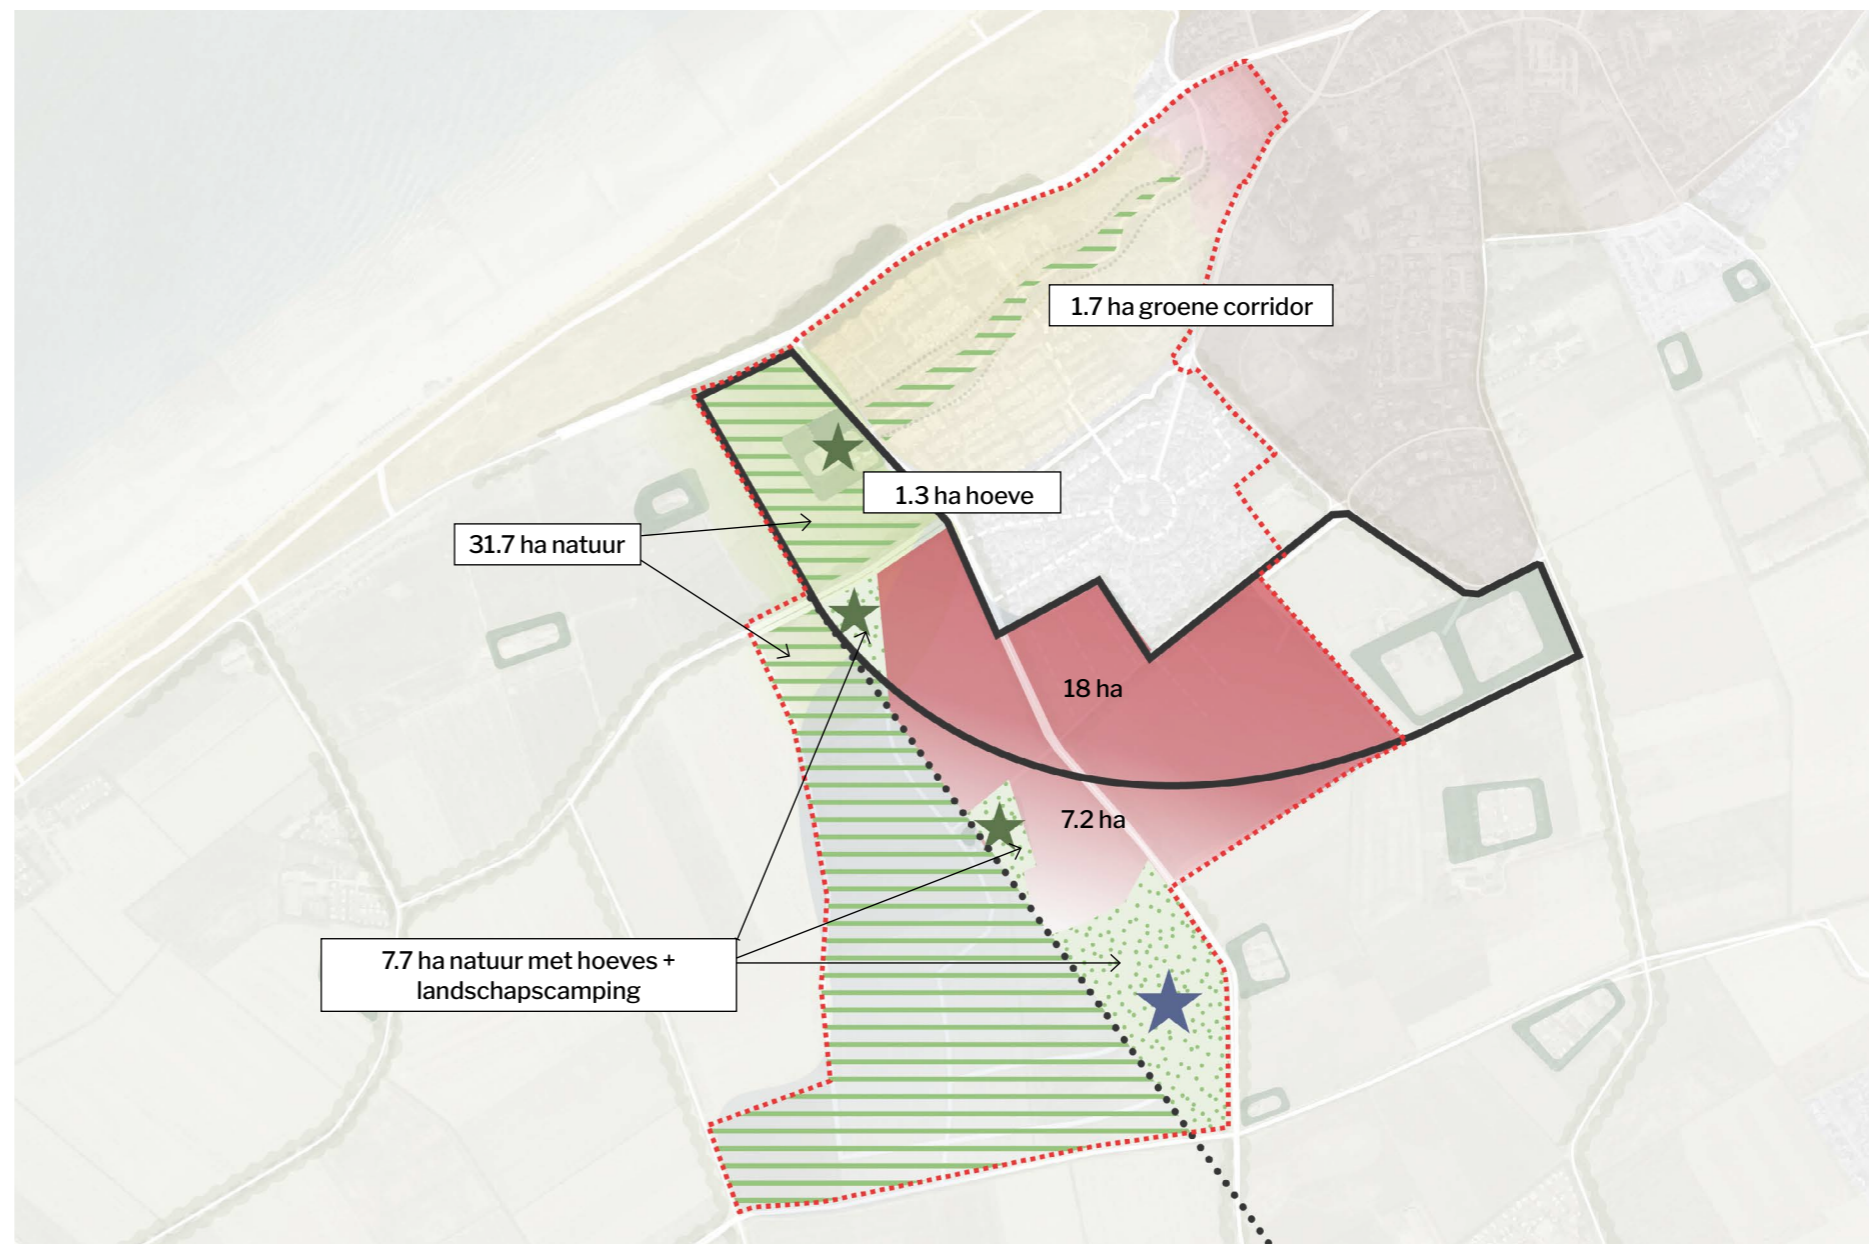 1.7 ha groene corridor
1.3 ha hoeve
31.7 ha natuur
18 ha
7.2 ha
7.7 ha natuur met hoeves +
landschapscamping